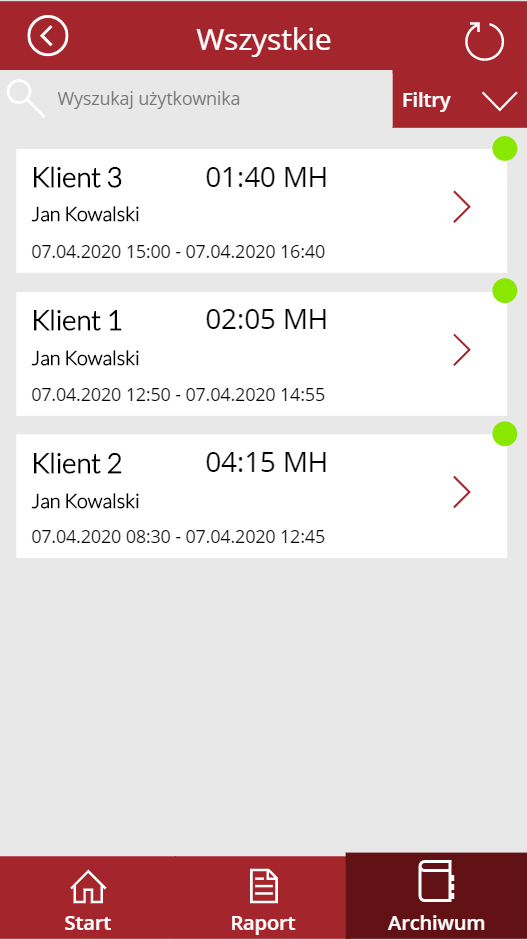 Wszystkie
Wyszukaj użytkownika
Filtry
Klient 3 01:40 MH
Jan Kowalski
07.04.2020 15:00 - 07.04.2020 16:40
Klient 1 02:05 MH
Jan Kowalski
07.04.2020 12:50 - 07.04.2020 14:55
Klient 2 04:15 MH
Jan Kowalski
07.04.2020 08:30 - 07.04.2020 12:45
Start Raport Archiwum